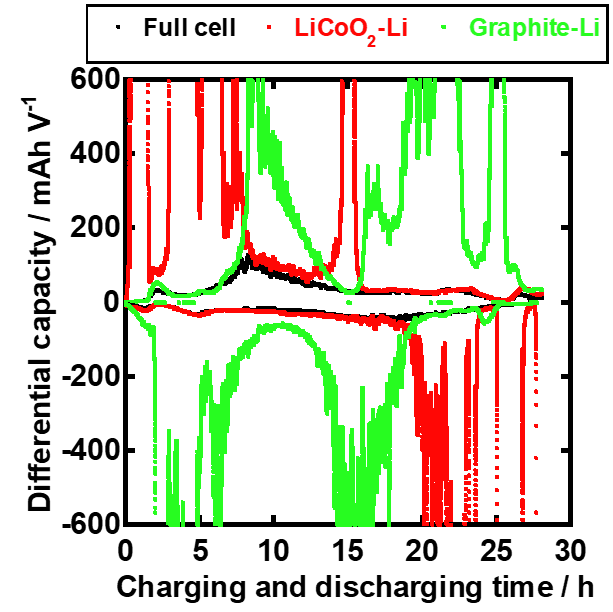 Full cell LiCoO₂-Li Graphite-Li
600
400
200
0
-200
-400
-600
0 5 10 15 20 25 30
Differential capacity / mAh V⁻¹
Charging and discharging time / h